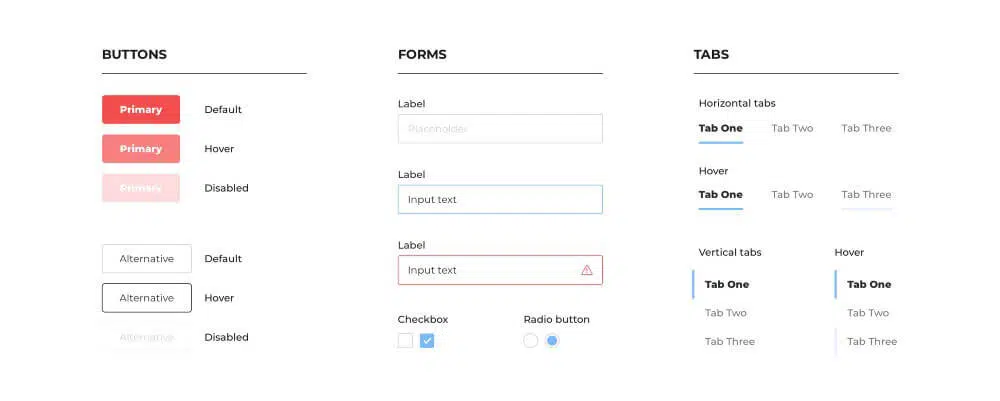 BUTTONS
Primary Default
Primary Hover
Primary Disabled
Alternative Default
Alternative Hover
Alternative Disabled
FORMS
Label
Placeholder
Label
Input text
Label
Input text
Checkbox Radio button
TABS
Horizontal tabs
Tab One Tab Two Tab Three
Hover
Tab One Tab Two Tab Three
Vertical tabs Hover
Tab One Tab One
Tab Two Tab Two
Tab Three Tab Three